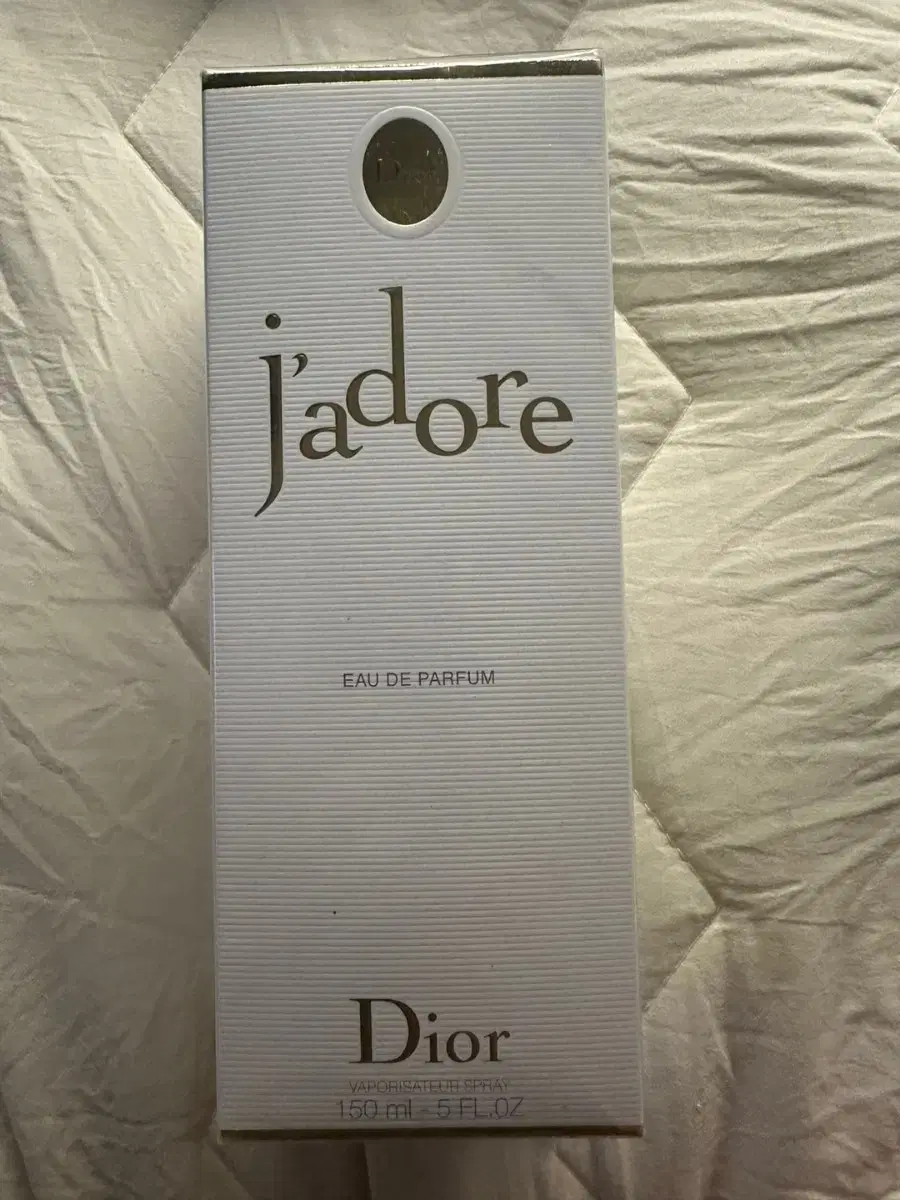 Dior
j'adore
EAU DE PARFUM
Dior
VAPORISATEUR SPRAY
150 ml - 5 FL.OZ